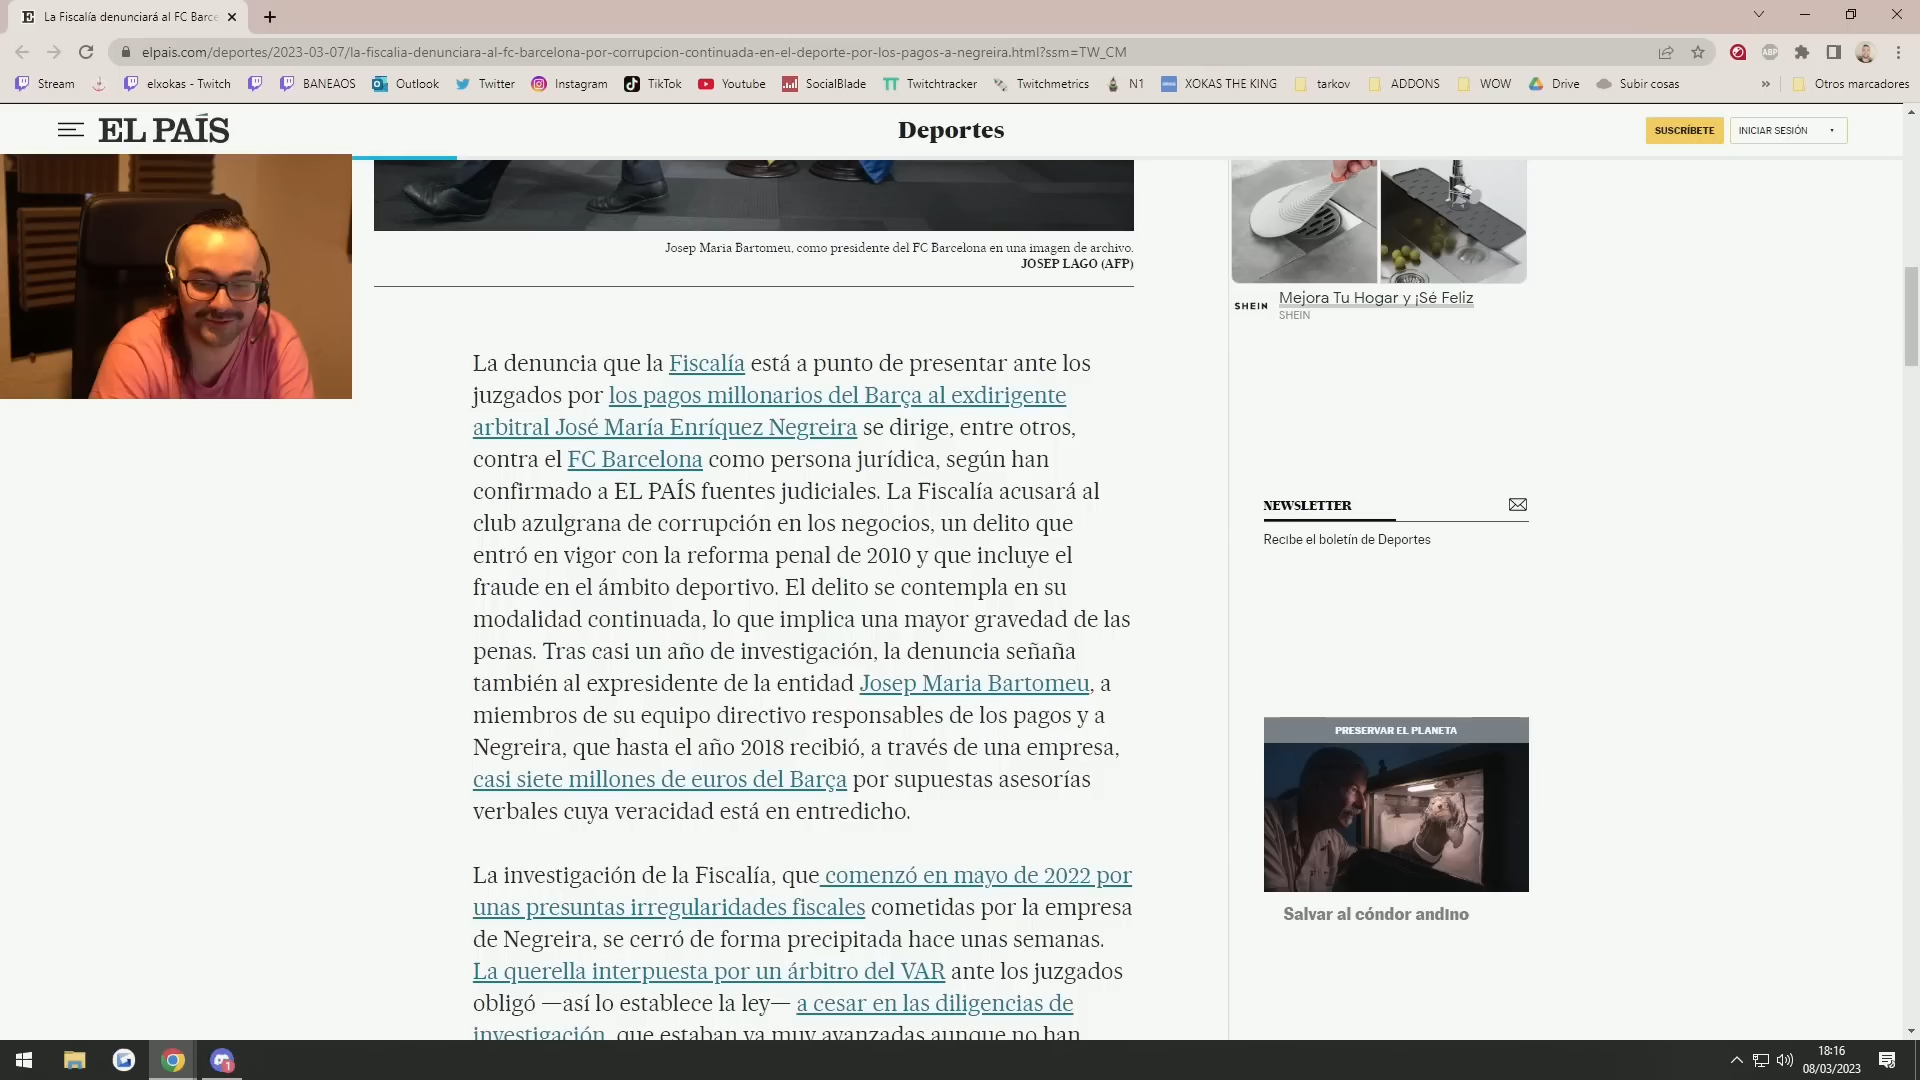 La Fiscalía denunciará al FC Barce
elpais.com/deportes/2023-03-07/la-fiscalia-denunciara-al-fc-barcelona-por-corrupcion-continuada-en-el-deporte-por-los-pagos-a-negreira.html?ssm=TW_CM
ABP
Stream
elxokas - Twitch
BANEAOS
Outlook
Twitter
Instagram
TikTok
Youtube
SocialBlade
Twitchtracker
Twitchmetrics
N1
XOKAS THE KING
tarkov
ADDONS
WOW
Drive
Subir cosas
»
Otros marcadores
EL PAÍS
Deportes
SUSCRÍBETE
INICIAR SESIÓN
Josep Maria Bartomeu, como presidente del FC Barcelona en una imagen de archivo.
JOSEP LAGO (AFP)
La denuncia que la Fiscalía está a punto de presentar ante los
juzgados por los pagos millonarios del Barça al exdirigente
arbitral José María Enríquez Negreira se dirige, entre otros,
contra el FC Barcelona como persona jurídica, según han
confirmado a EL PAÍS fuentes judiciales. La Fiscalía acusará al
club azulgrana de corrupción en los negocios, un delito que
entró en vigor con la reforma penal de 2010 y que incluye el
fraude en el ámbito deportivo. El delito se contempla en su
modalidad continuada, lo que implica una mayor gravedad de las
penas. Tras casi un año de investigación, la denuncia señaña
también al expresidente de la entidad Josep Maria Bartomeu, a
miembros de su equipo directivo responsables de los pagos y a
Negreira, que hasta el año 2018 recibió, a través de una empresa,
casi siete millones de euros del Barça por supuestas asesorías
verbales cuya veracidad está en entredicho.
La investigación de la Fiscalía, que comenzó en mayo de 2022 por
unas presuntas irregularidades fiscales cometidas por la empresa
de Negreira, se cerró de forma precipitada hace unas semanas.
La querella interpuesta por un árbitro del VAR ante los juzgados
obligó —así lo establece la ley— a cesar en las diligencias de
investigación, que estaban ya muy avanzadas aunque no han
SHEIN
Mejora Tu Hogar y ¡Sé Feliz
SHEIN
NEWSLETTER
Recibe el boletín de Deportes
PRESERVAR EL PLANETA
Salvar al cóndor andino
1
18:16
08/03/2023